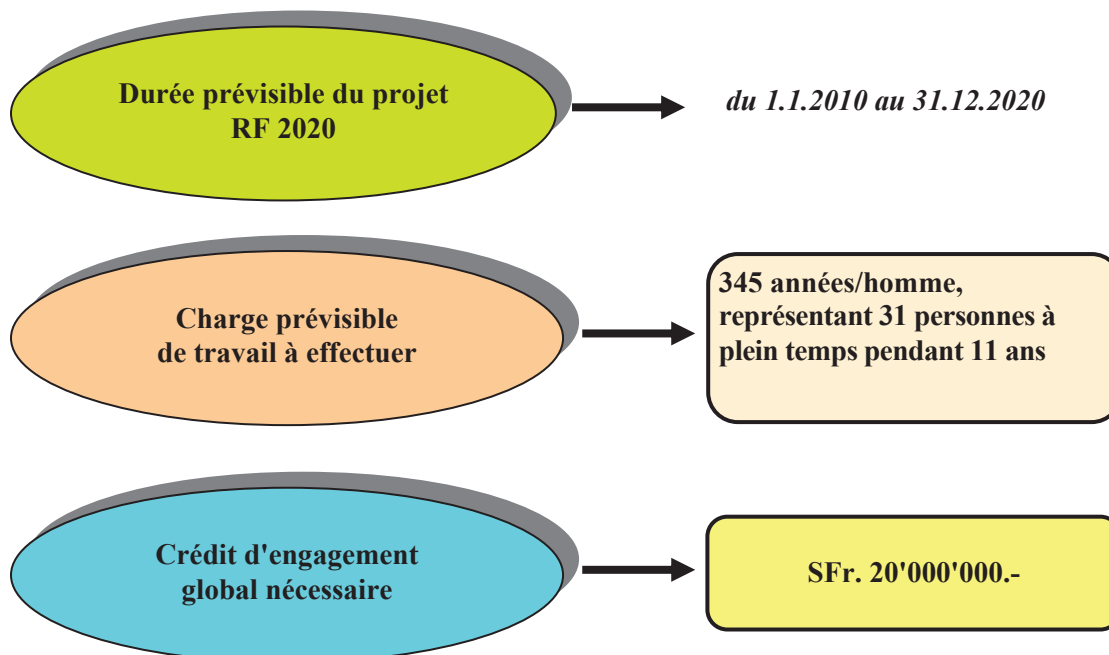 Durée prévisible du projet
RF 2020
du 1.1.2010 au 31.12.2020
Charge prévisible
de travail à effectuer
345 années/homme,
représentant 31 personnes à
plein temps pendant 11 ans
Crédit d'engagement
global nécessaire
SFr. 20'000'000.-